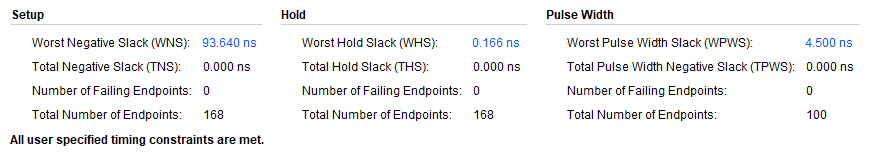 Setup
Worst Negative Slack (WNS): 93.640 ns
Total Negative Slack (TNS): 0.000 ns
Number of Failing Endpoints: 0
Total Number of Endpoints: 168
Hold
Worst Hold Slack (WHS): 0.166 ns
Total Hold Slack (THS): 0.000 ns
Number of Failing Endpoints: 0
Total Number of Endpoints: 168
Pulse Width
Worst Pulse Width Slack (WPWS): 4.500 ns
Total Pulse Width Negative Slack (TPWS): 0.000 ns
Number of Failing Endpoints: 0
Total Number of Endpoints: 100
All user specified timing constraints are met.